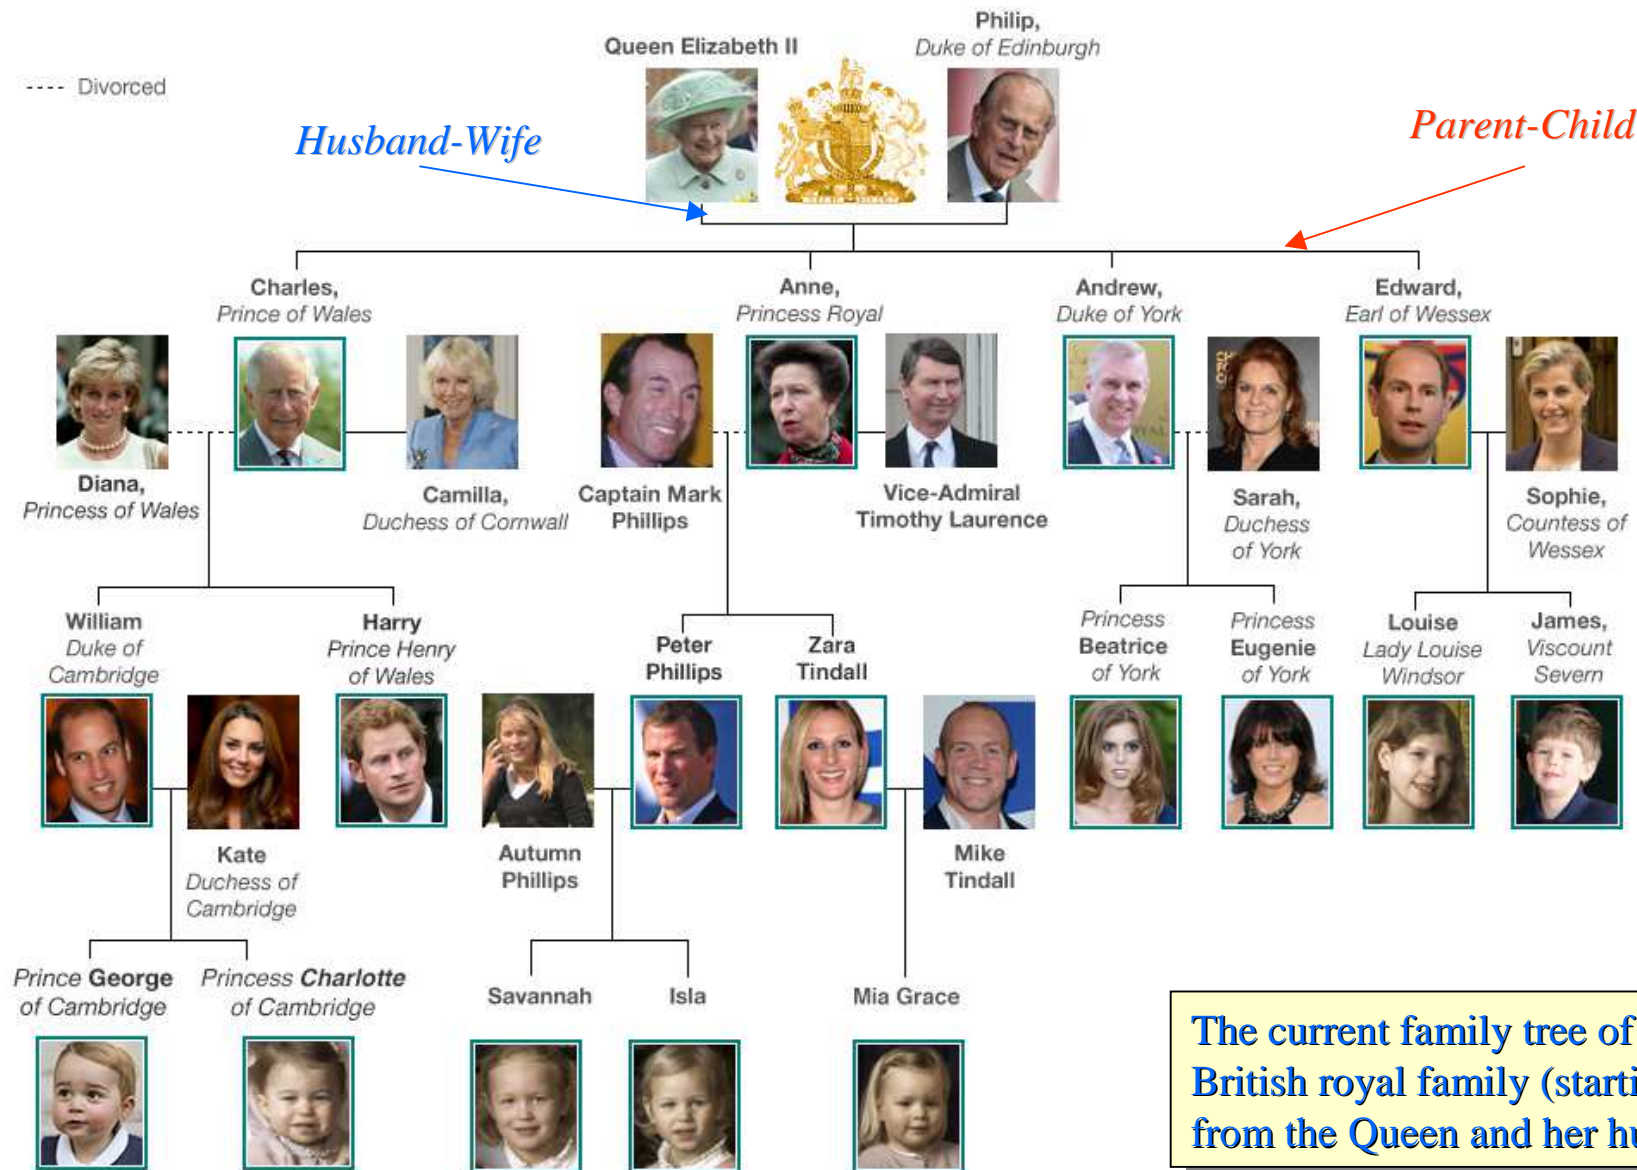 Queen Elizabeth II
Philip,
Duke of Edinburgh
---- Divorced
Husband-Wife
Parent-Child
Charles,
Prince of Wales
Anne,
Princess Royal
Andrew,
Duke of York
Edward,
Earl of Wessex
Diana,
Princess of Wales
Camilla,
Duchess of Cornwall
Captain Mark
Phillips
Vice-Admiral
Timothy Laurence
Sarah,
Duchess
of York
Sophie,
Countess of
Wessex
William
Duke of
Cambridge
Harry
Prince Henry
of Wales
Peter
Phillips
Zara
Tindall
Princess
Beatrice
of York
Princess
Eugenie
of York
Louise
Lady Louise
Windsor
James,
Viscount
Severn
Kate
Duchess of
Cambridge
Autumn
Phillips
Mike
Tindall
Prince George
of Cambridge
Princess Charlotte
of Cambridge
Savannah
Isla
Mia Grace
The current family tree of
British royal family (starti
from the Queen and her hu